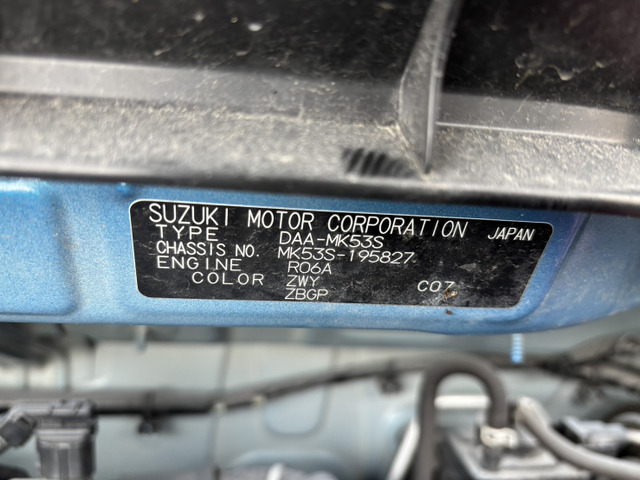 SUZUKI MOTOR CORPORATION JAPAN
TYPE DAA-MK53S
CHASSIS NO. MK53S-195827
ENGINE R06A
COLOR ZWY C07
ZBGP